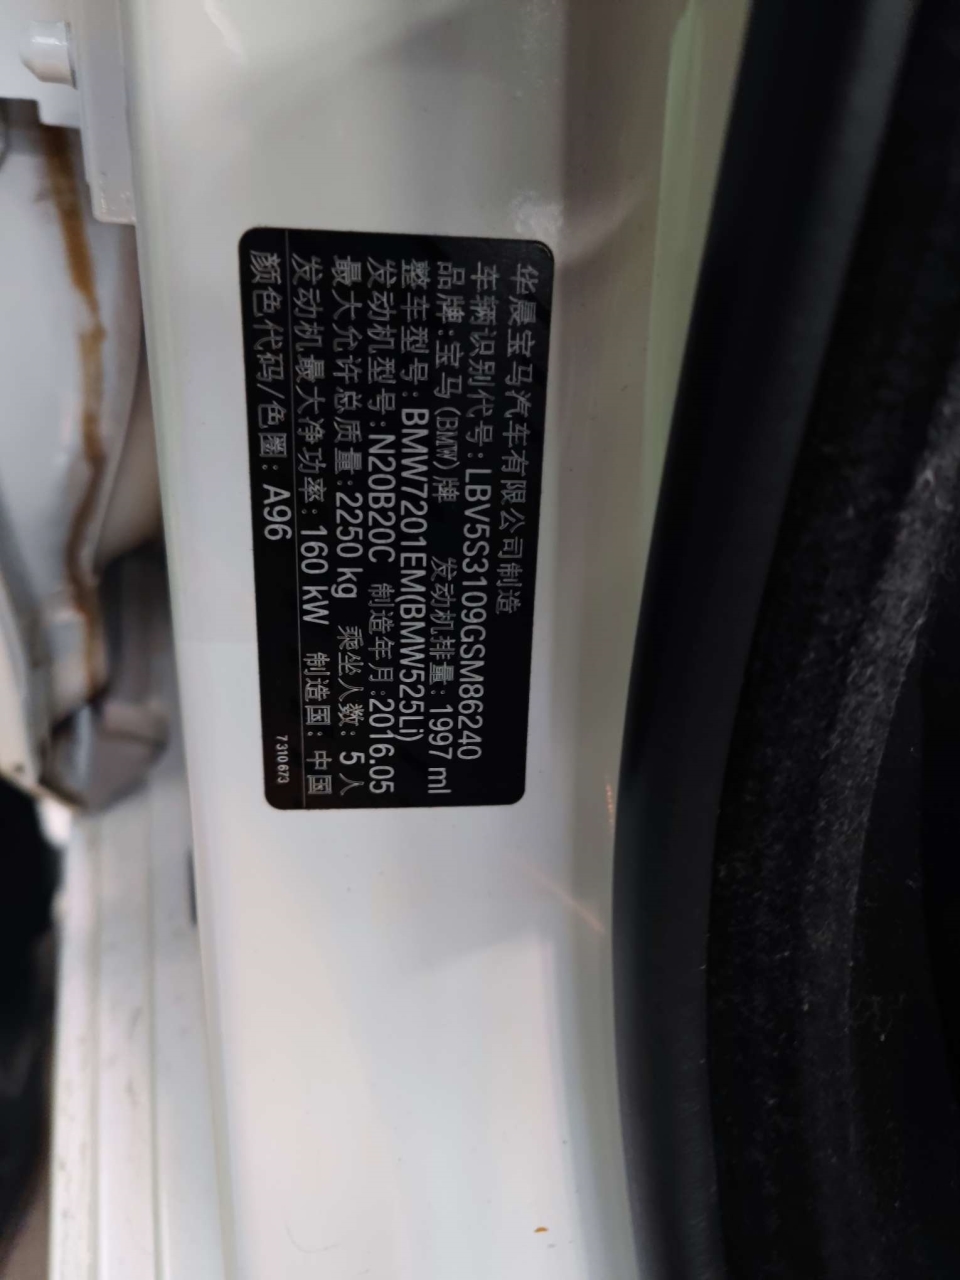 华晨宝马汽车有限公司制造
车辆识别代号:LBV5S3109GSM86240
品牌:宝马(BMW)牌 发动机排量:1997 ml
整车型号:BMW7201EM(BMW525Li)
发动机型号:N20B20C 制造年月:2016.05
最大允许总质量:2250 kg 乘坐人数:5 人
发动机最大净功率:160 kW 制造国:中国
颜色代码/色圈:A96 7310673